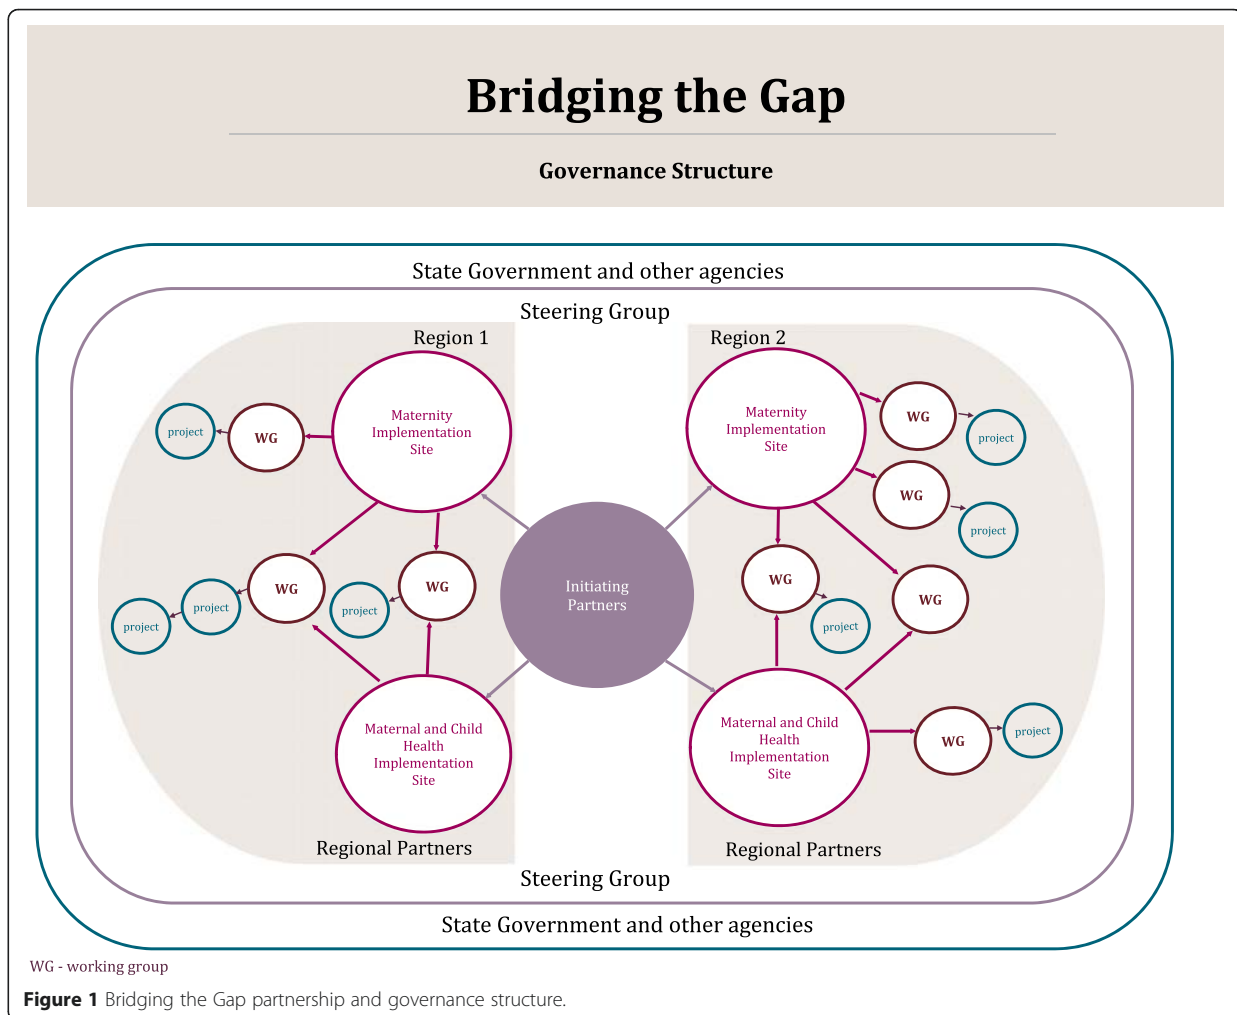 Bridging the Gap
Governance Structure
State Government and other agencies
Steering Group
Region 1
Region 2
Maternity
Implementation
Site
WG
project
WG
project
project
WG
project
Maternal and Child
Health
Implementation
Site
Regional Partners
Initiating
Partners
Maternity
Implementation
Site
WG
project
WG
project
WG
project
WG
Maternal and Child
Health
Implementation
Site
WG
project
Regional Partners
Steering Group
State Government and other agencies
WG - working group
Figure 1 Bridging the Gap partnership and governance structure.